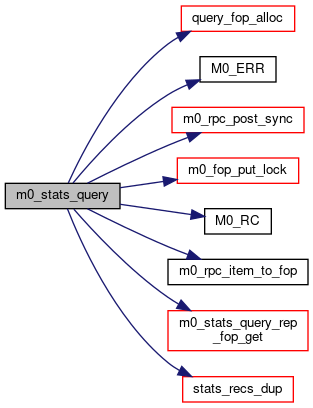 query_fop_alloc
M0_ERR
m0_rpc_post_sync
m0_fop_put_lock
m0_stats_query
M0_RC
m0_rpc_item_to_fop
m0_stats_query_rep
_fop_get
stats_recs_dup